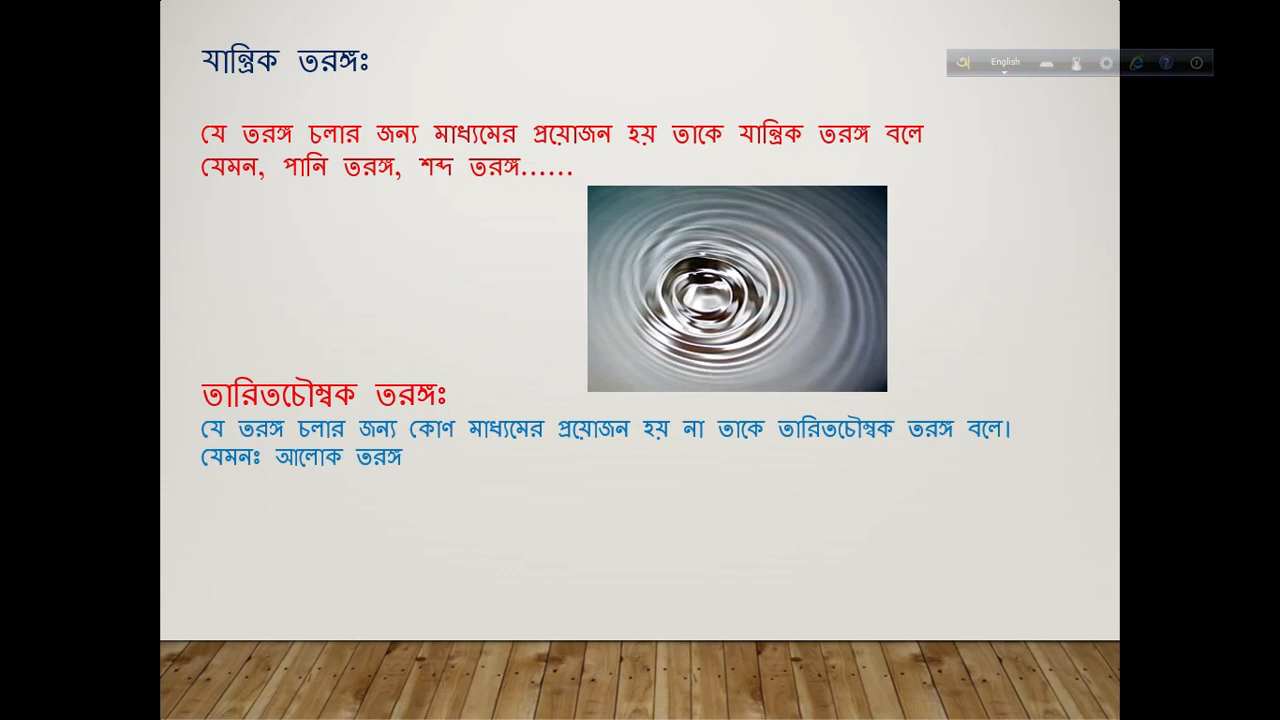 যান্ত্রিক তরঙ্গঃ
অ English
যে তরঙ্গ চলার জন্য মাধ্যমের প্রয়োজন হয় তাকে যান্ত্রিক তরঙ্গ বলে
যেমন, পানি তরঙ্গ, শব্দ তরঙ্গ......
তারিতচৌম্বক তরঙ্গঃ
যে তরঙ্গ চলার জন্য কোণ মাধ্যমের প্রয়োজন হয় না তাকে তারিতচৌম্বক তরঙ্গ বলে।
যেমনঃ আলোক তরঙ্গ